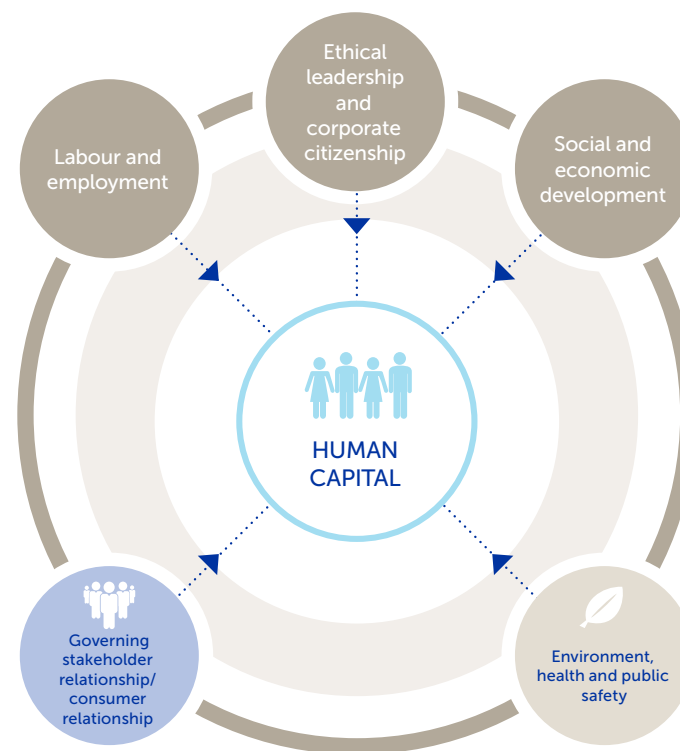 Ethical
leadership
and
corporate
citizenship
Labour and
employment
Social and
economic
development
HUMAN
CAPITAL
Governing
stakeholder
relationship/
consumer
relationship
Environment,
health and public
safety